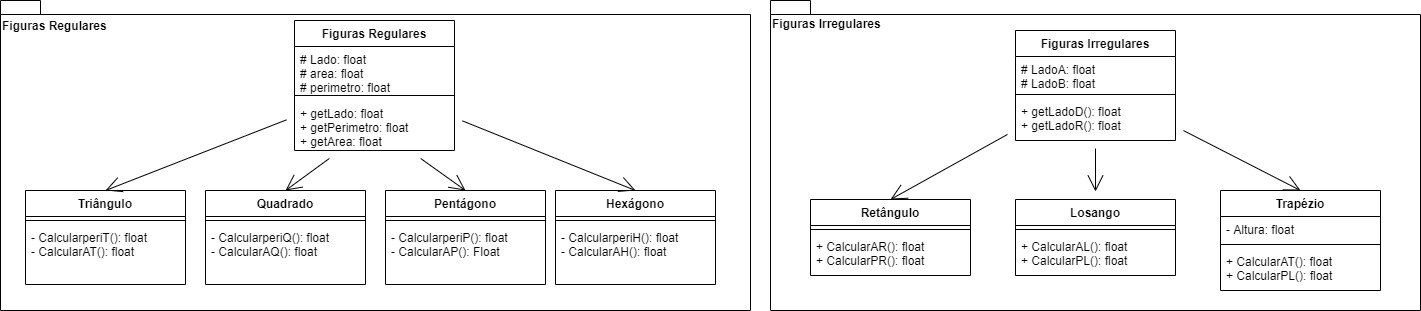 Figuras Regulares
Figuras Regulares
# Lado: float
# area: float
# perimetro: float
+ getLado: float
+ getPerimetro: float
+ getArea: float
Triângulo
- CalcularperiT(): float
- CalcularAT(): float
Quadrado
- CalcularperiQ(): float
- CalcularAQ(): float
Pentágono
- CalcularperiP(): float
- CalcularAP(): Float
Hexágono
- CalcularperiH(): float
- CalcularAH(): float
Figuras Irregulares
Figuras Irregulares
# LadoA: float
# LadoB: float
+ getLadoD(): float
+ getLadoR(): float
Retângulo
+ CalcularAR(): float
+ CalcularPR(): float
Losango
+ CalcularAL(): float
+ CalcularPL(): float
Trapézio
- Altura: float
+ CalcularAT(): float
+ CalcularPL(): float